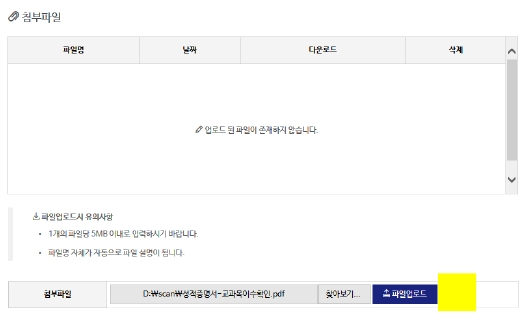 첨부파일
파일명 날짜 다운로드 삭제
업로드 된 파일이 존재하지 않습니다.
파일업로드시 유의사항
• 1개의 파일당 5MB 이내로 입력하시기 바랍니다.
• 파일명 자체가 자동으로 파일 설명이 됩니다.
첨부파일 D:₩scan₩성적증명서-교과목이수확인.pdf 찾아보기... 파일업로드